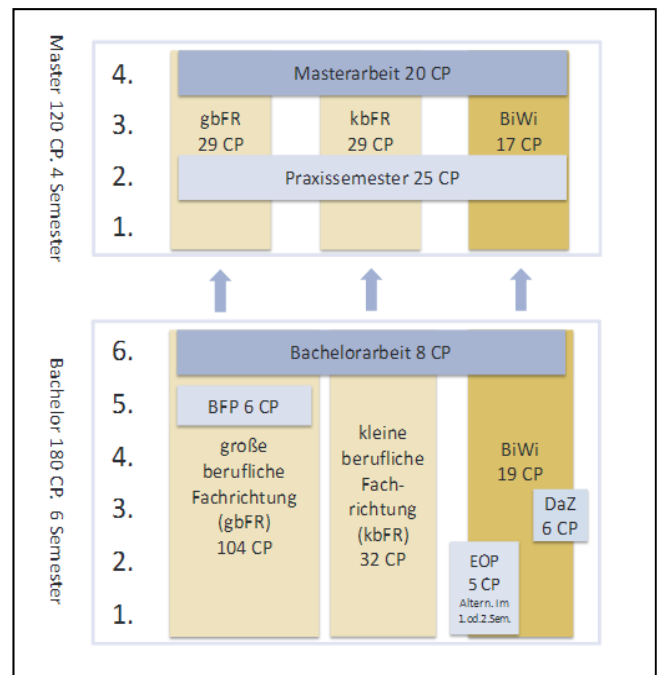 Master 120 CP. 4 Semester
4.
Masterarbeit 20 CP
3.
gbFR
29 CP
kbFR
29 CP
BiWi
17 CP
2.
Praxissemester 25 CP
1.
Bachelor 180 CP. 6 Semester
6.
Bachelorarbeit 8 CP
5.
BFP 6 CP
4.
große
berufliche
Fachrichtung
(gbFR)
104 CP
kleine
berufliche
Fach-
richtung
(kbFR)
32 CP
BiWi
19 CP
3.
DaZ
6 CP
2.
EOP
5 CP
Altern. Im
1.od.2.Sem.
1.